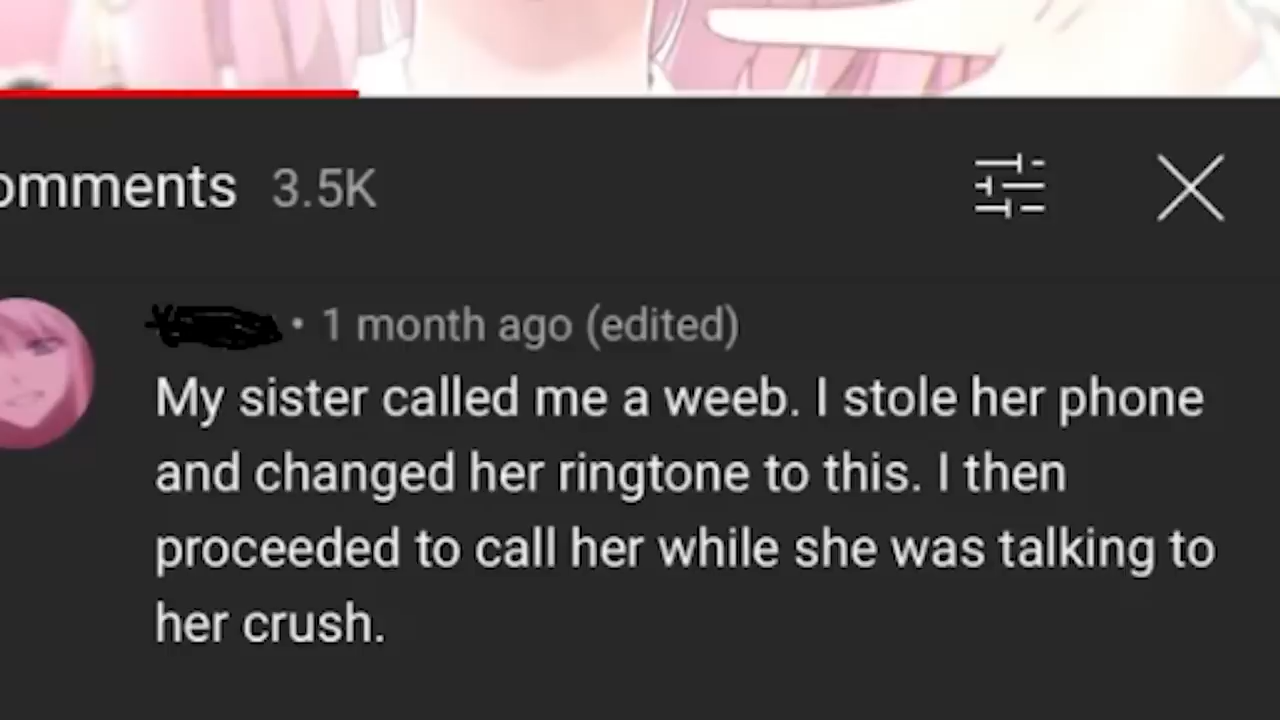 omments 3.5K
• 1 month ago (edited)
My sister called me a weeb. I stole her phone
and changed her ringtone to this. I then
proceeded to call her while she was talking to
her crush.